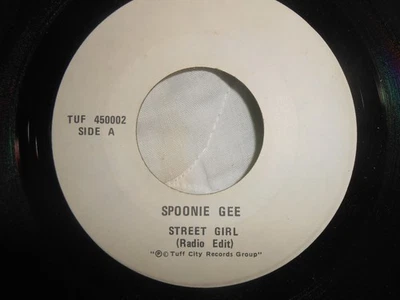 TUF 450002
SIDE A
SPOONIE GEE
STREET GIRL
(Radio Edit)
"℗© Tuff City Records Group"